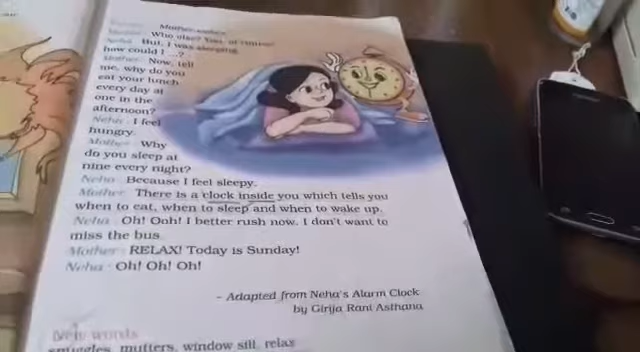 Mother
Mother : Who else? You, of course!
Neha : But, I was sleeping,
how could I ...?
Mother : Now, tell
me, why do you
eat your lunch
every day at
one in the
afternoon?
Neha : I feel
hungry.
Mother : Why
do you sleep at
nine every night?
Neha : Because I feel sleepy.
Mother : There is a clock inside you which tells you
when to eat, when to sleep and when to wake up.
Neha : Oh! Ooh! I better rush now. I don't want to
miss the bus.
Mother : RELAX! Today is Sunday!
Neha : Oh! Oh! Oh!
– Adapted from Neha's Alarm Clock
by Girija Rani Asthana
New words
snuggles, mutters, window sill, relax